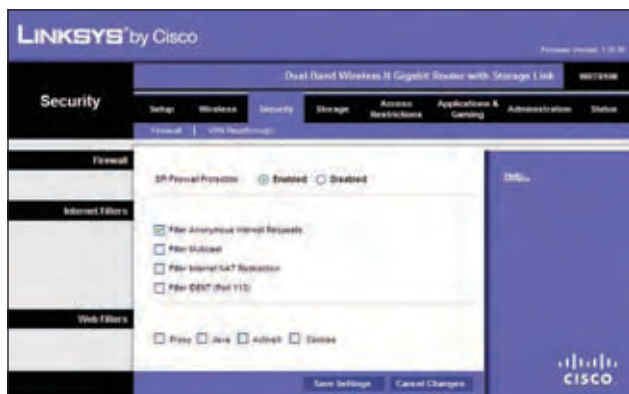 LINKSYS® by Cisco
Firmware Version:
Dual Band Wireless-N Gigabit Router with Storage Link
Security
Setup Wireless Security Storage Access Restrictions Applications & Gaming Administration Status
Firewall | VPN Passthrough
Firewall
SPI Firewall Protection: Enabled Disabled
Help...
Internet Filters
Filter Anonymous Internet Requests
Filter Multicast
Filter Internet NAT Redirection
Filter IDENT (Port 113)
Web Filters
Proxy Java ActiveX Cookies
Save Settings Cancel Changes
CISCO